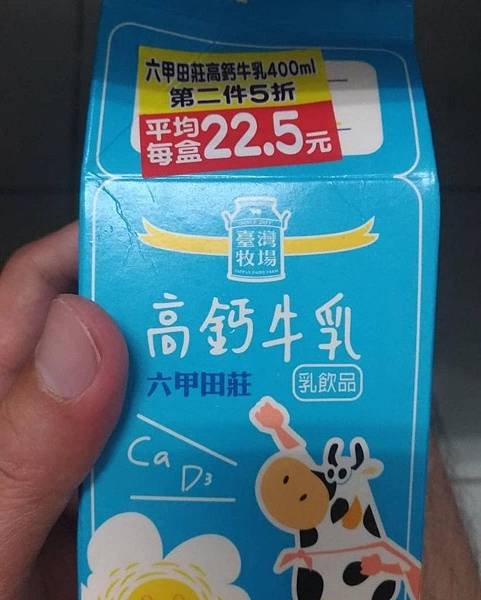 六甲田莊高鈣牛乳400ml
第二件5折
平均
每盒22.5元
臺灣
牧場
高鈣牛乳
六甲田莊
乳飲品
Ca
D3